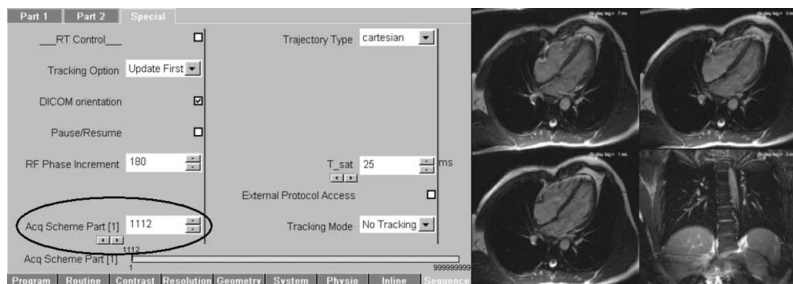 Part 1 Part 2 Special
___RT Control___
Trajectory Type cartesian
Tracking Option Update First
DICOM orientation
Pause/Resume
RF Phase Increment 180
T_sat 25 ms
External Protocol Access
Acq Scheme Part [1] 1112
Tracking Mode No Tracking
1112
Acq Scheme Part [1]
1 999999999
Program Routine Contrast Resolution Geometry System Physio Inline Sequence